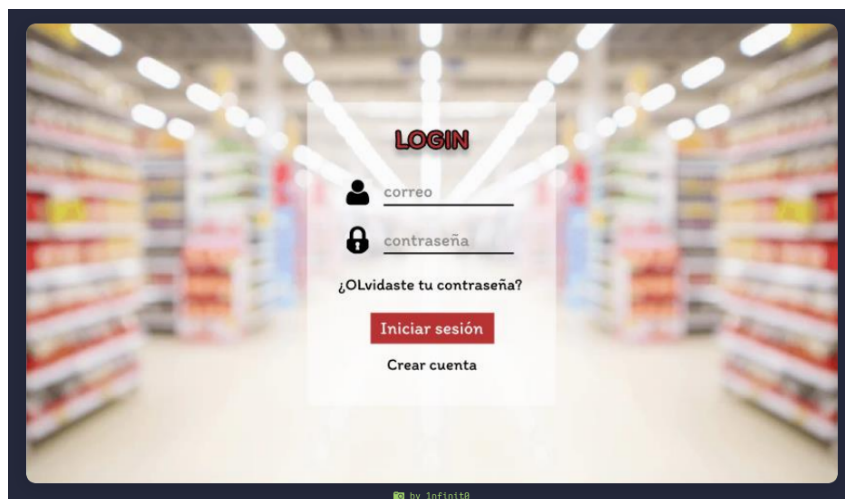 LOGIN
correo
contraseña
¿OLvidaste tu contraseña?
Iniciar sesión
Crear cuenta
by 1nfinit0